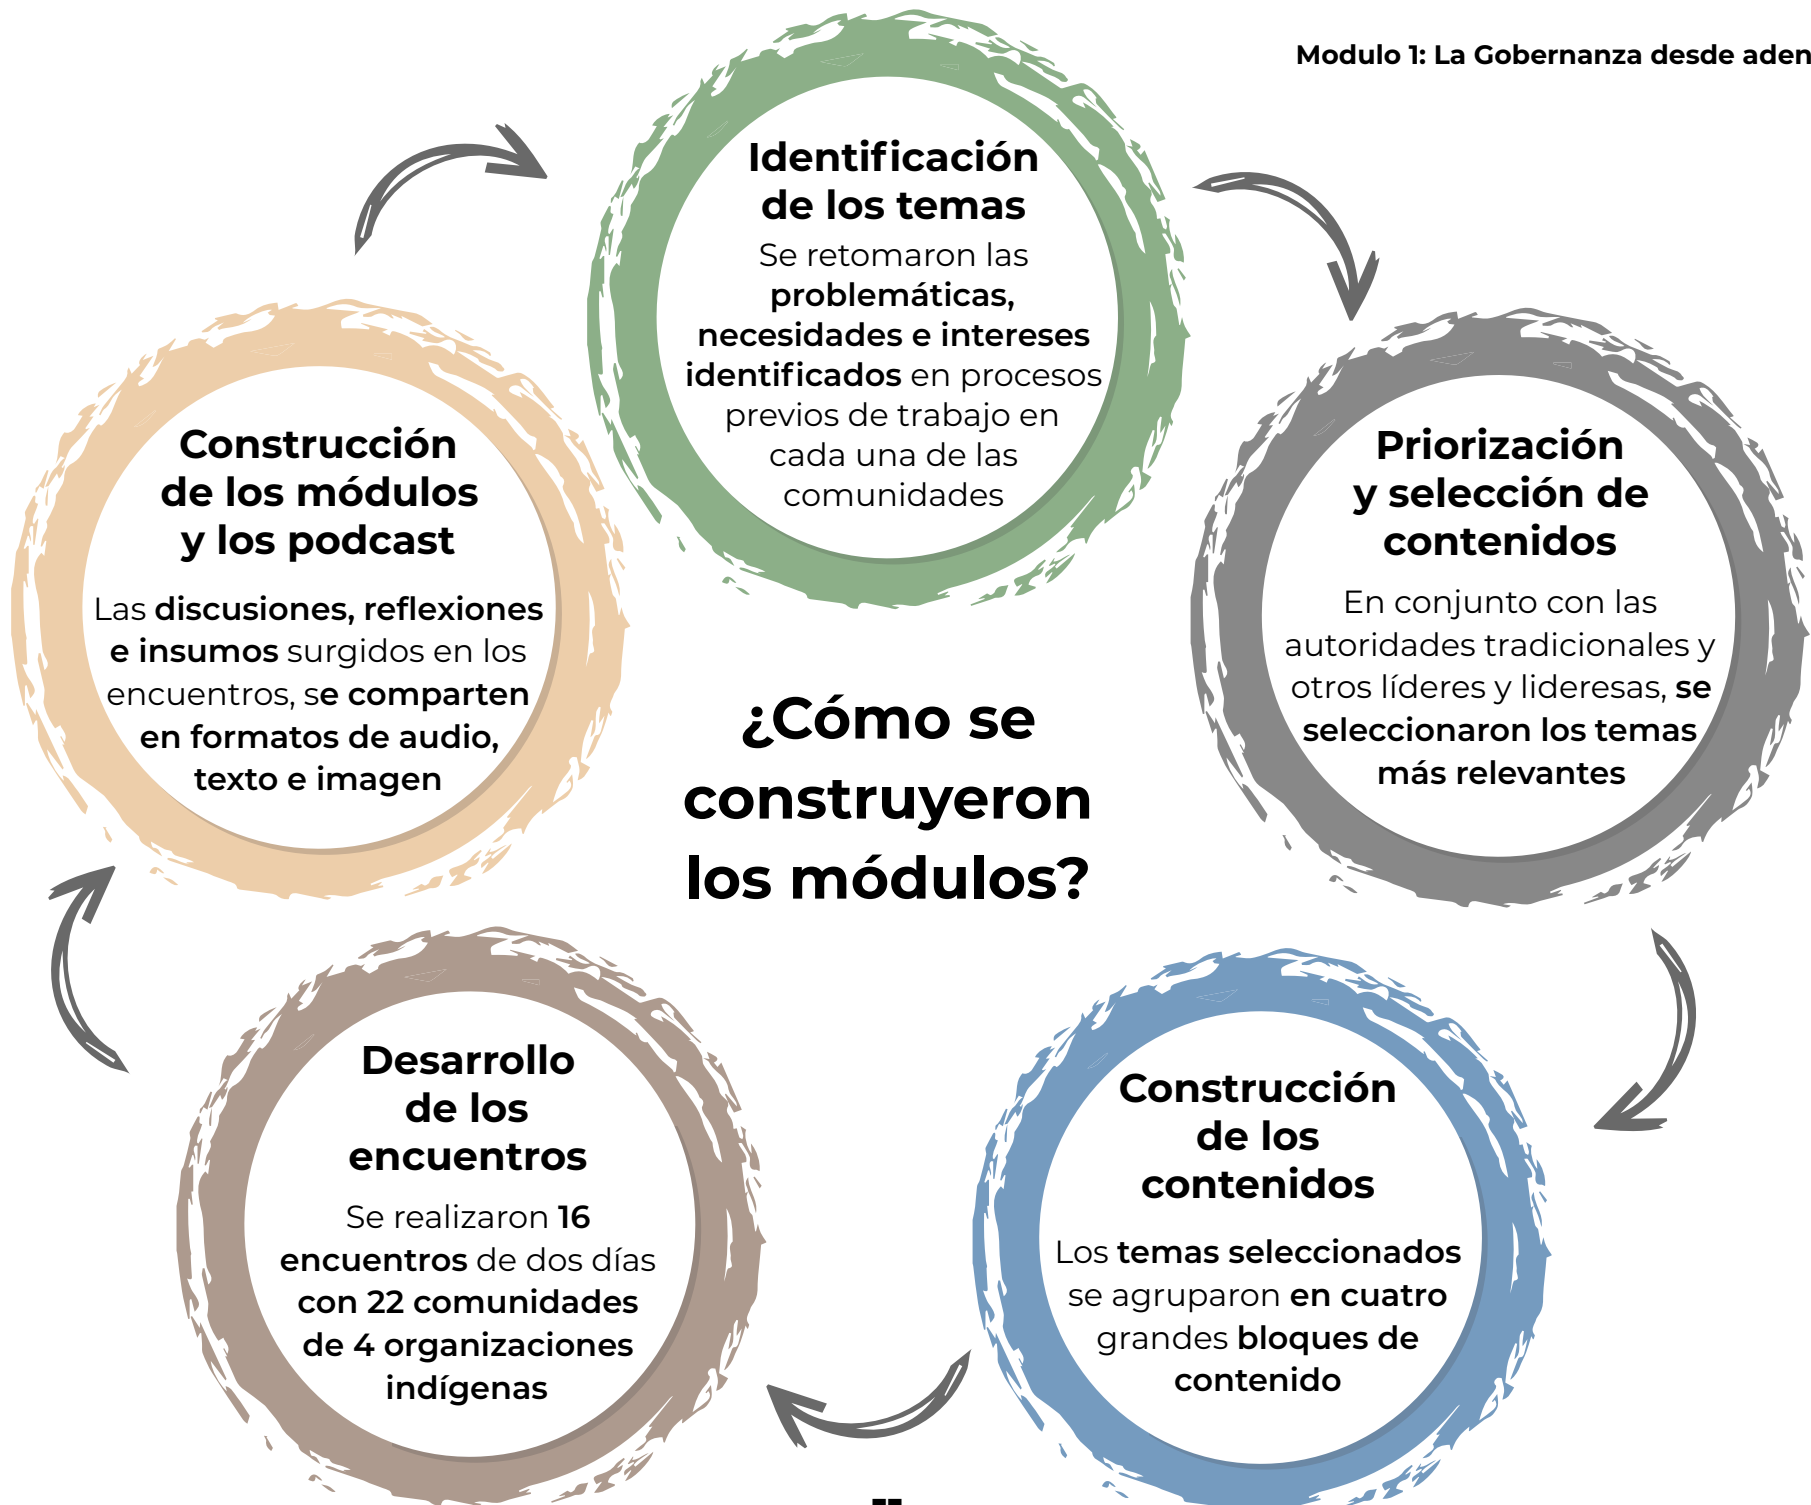 Modulo 1: La Gobernanza desde aden
Identificación
de los temas
Se retomaron las
problemáticas,
necesidades e intereses
identificados en procesos
previos de trabajo en
cada una de las
comunidades
Priorización
y selección de
contenidos
En conjunto con las
autoridades tradicionales y
otros líderes y lideresas, se
seleccionaron los temas
más relevantes
Construcción
de los
contenidos
Los temas seleccionados
se agruparon en cuatro
grandes bloques de
contenido
Desarrollo
de los
encuentros
Se realizaron 16
encuentros de dos días
con 22 comunidades
de 4 organizaciones
indígenas
Construcción
de los módulos
y los podcast
Las discusiones, reflexiones
e insumos surgidos en los
encuentros, se comparten
en formatos de audio,
texto e imagen
¿Cómo se
construyeron
los módulos?